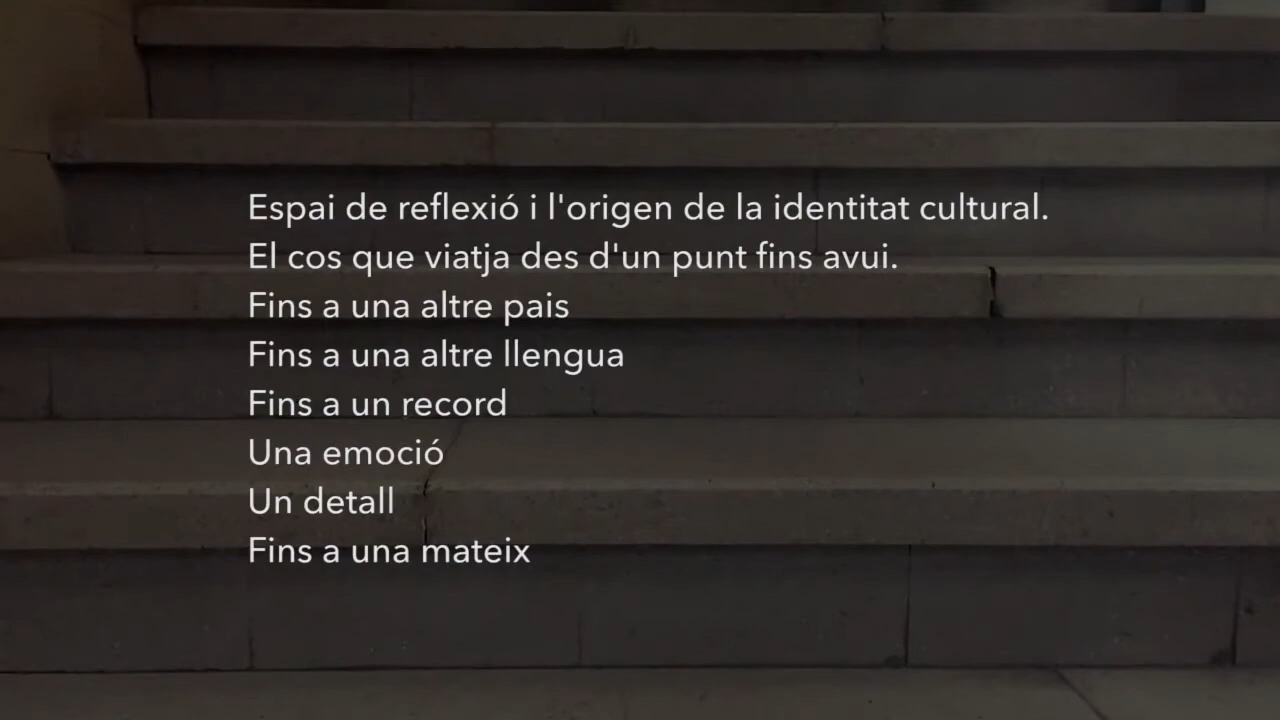 Espai de reflexió i l'origen de la identitat cultural.
El cos que viatja des d'un punt fins avui.
Fins a una altre pais
Fins a una altre llengua
Fins a un record
Una emoció
Un detall
Fins a una mateix